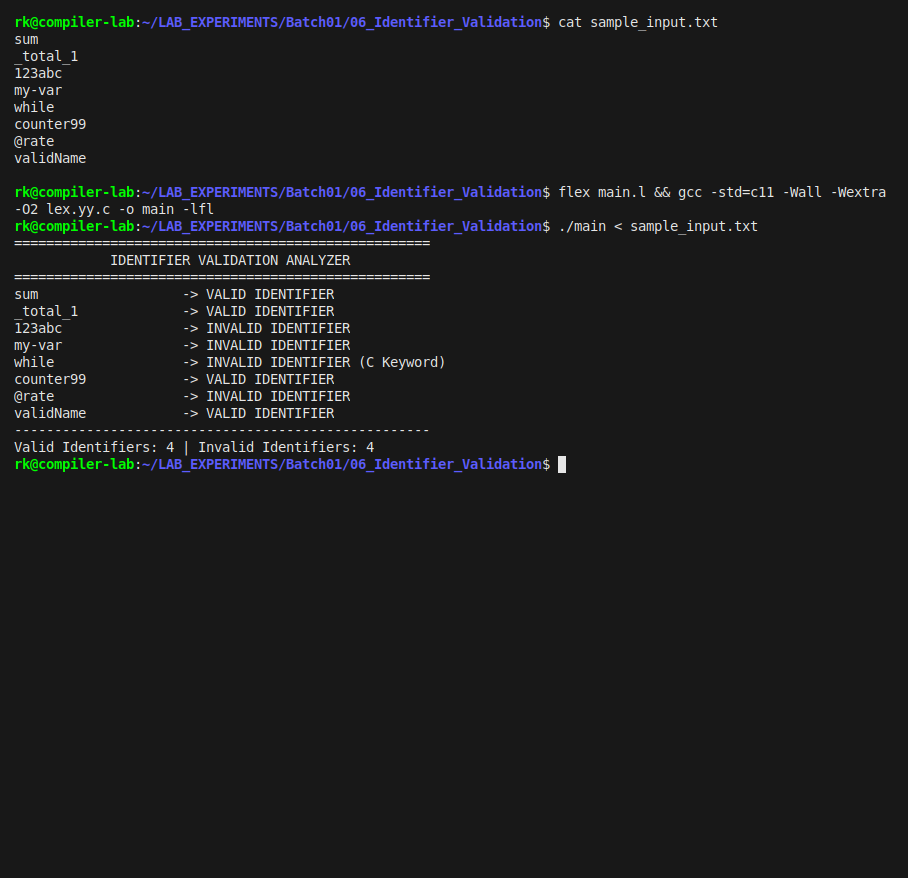 rk@compiler-lab:~/LAB_EXPERIMENTS/Batch01/06_Identifier_Validation$ cat sample_input.txt
sum
_total_1
123abc
my-var
while
counter99
@rate
validName
rk@compiler-lab:~/LAB_EXPERIMENTS/Batch01/06_Identifier_Validation$ flex main.l && gcc -std=c11 -Wall -Wextra
-O2 lex.yy.c -o main -lfl
rk@compiler-lab:~/LAB_EXPERIMENTS/Batch01/06_Identifier_Validation$ ./main < sample_input.txt
====================================================
            IDENTIFIER VALIDATION ANALYZER
====================================================
sum                  -> VALID IDENTIFIER
_total_1             -> VALID IDENTIFIER
123abc               -> INVALID IDENTIFIER
my-var               -> INVALID IDENTIFIER
while                -> INVALID IDENTIFIER (C Keyword)
counter99            -> VALID IDENTIFIER
@rate                -> INVALID IDENTIFIER
validName            -> VALID IDENTIFIER
----------------------------------------------------
Valid Identifiers: 4 | Invalid Identifiers: 4
rk@compiler-lab:~/LAB_EXPERIMENTS/Batch01/06_Identifier_Validation$